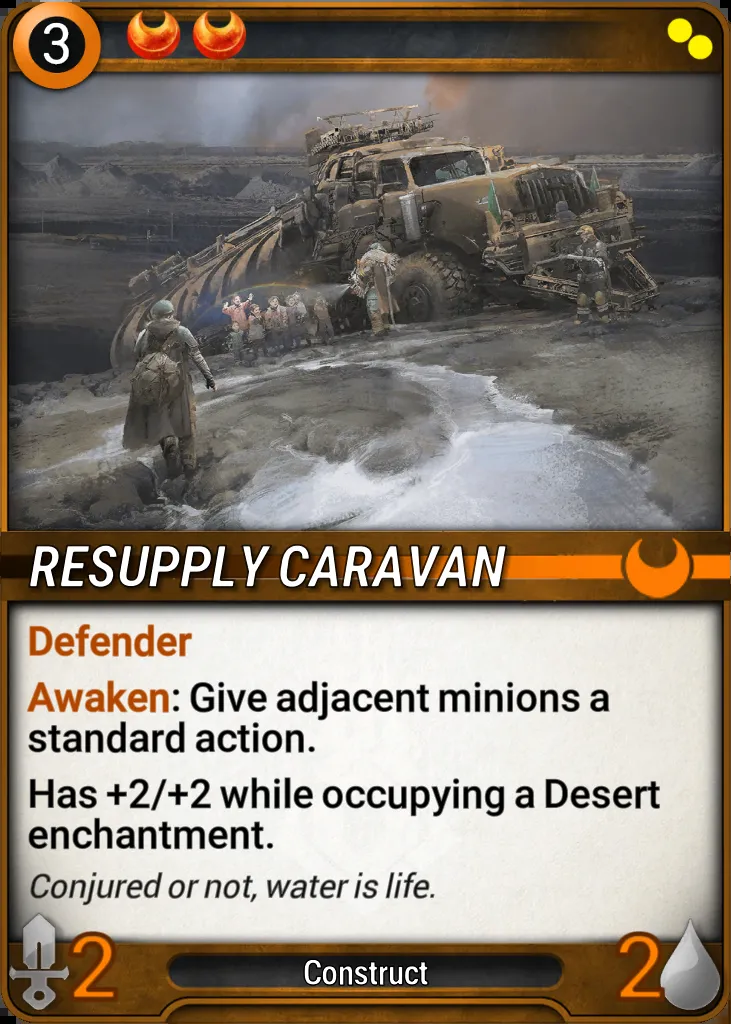 3
RESUPPLY CARAVAN
Defender
Awaken: Give adjacent minions a
standard action.
Has +2/+2 while occupying a Desert
enchantment.
Conjured or not, water is life.
2
Construct
2